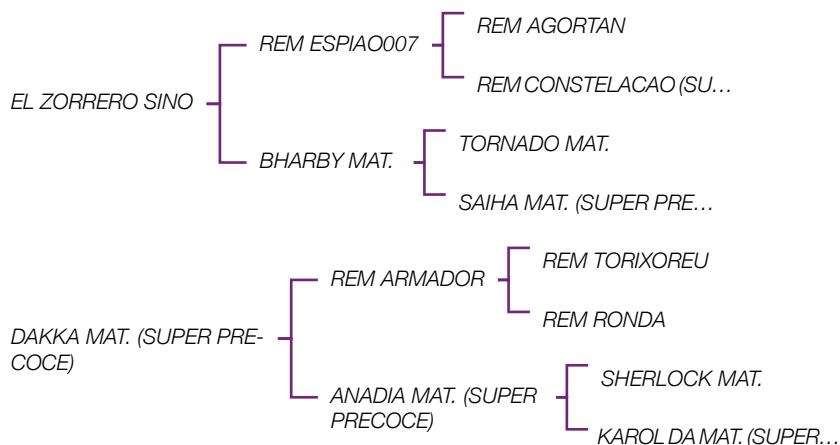 REM AGORTAN
REM ESPIAO007
REM CONSTELACAO (SU...
EL ZORRERO SINO
TORNADO MAT.
BHARBY MAT.
SAIHA MAT. (SUPER PRE...
REM TORIXOREU
REM ARMADOR
REM RONDA
DAKKA MAT. (SUPER PRE-
COCE)
SHERLOCK MAT.
ANADIA MAT. (SUPER
PRECOCE)
KAROL DA MAT. (SUPER...